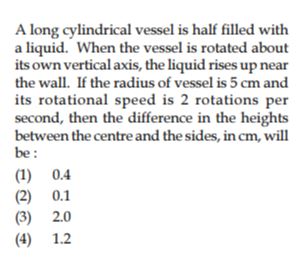 A long cylindrical vessel is half filled with
a liquid. When the vessel is rotated about
its own vertical axis, the liquid rises up near
the wall. If the radius of vessel is 5 cm and
its rotational speed is 2 rotations per
second, then the difference in the heights
between the centre and the sides, in cm, will
be :
(1) 0.4
(2) 0.1
(3) 2.0
(4) 1.2